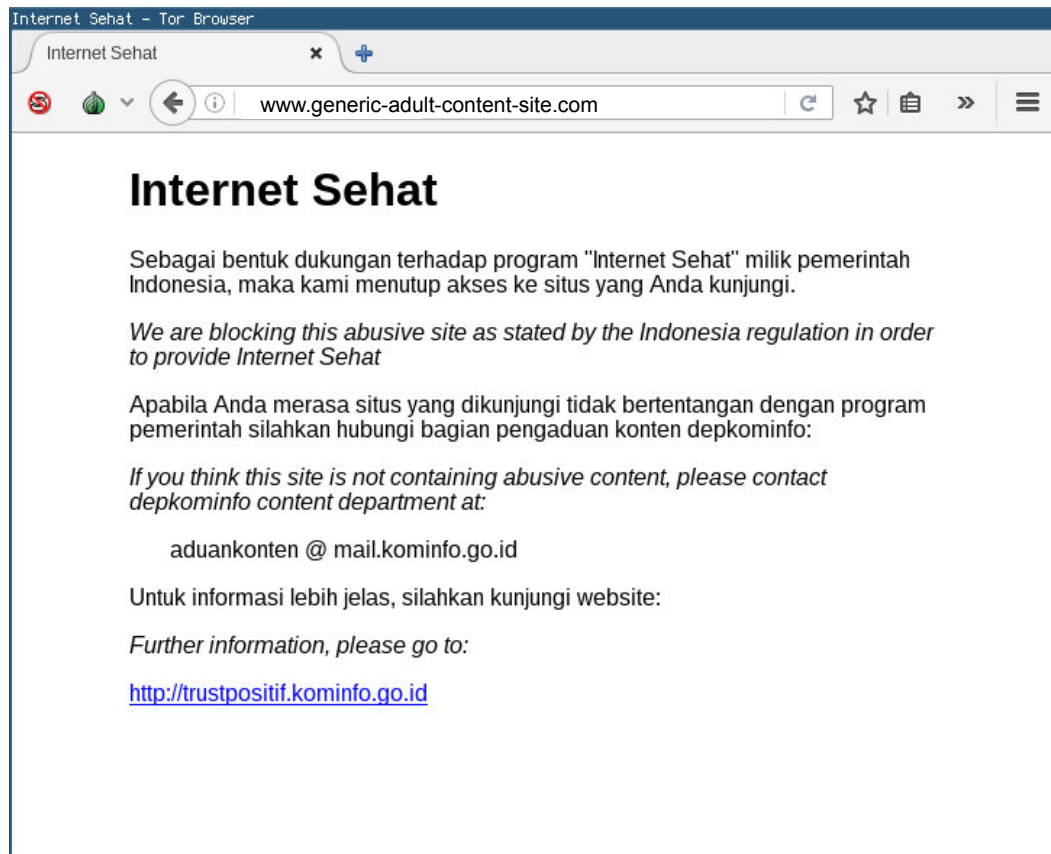 Internet Sehat - Tor Browser
Internet Sehat
www.generic-adult-content-site.com
Internet Sehat
Sebagai bentuk dukungan terhadap program "Internet Sehat" milik pemerintah
Indonesia, maka kami menutup akses ke situs yang Anda kunjungi.
We are blocking this abusive site as stated by the Indonesia regulation in order
to provide Internet Sehat
Apabila Anda merasa situs yang dikunjungi tidak bertentangan dengan program
pemerintah silahkan hubungi bagian pengaduan konten depkominfo:
If you think this site is not containing abusive content, please contact
depkominfo content department at:
aduankonten @ mail.kominfo.go.id
Untuk informasi lebih jelas, silahkan kunjungi website:
Further information, please go to:
http://trustpositif.kominfo.go.id